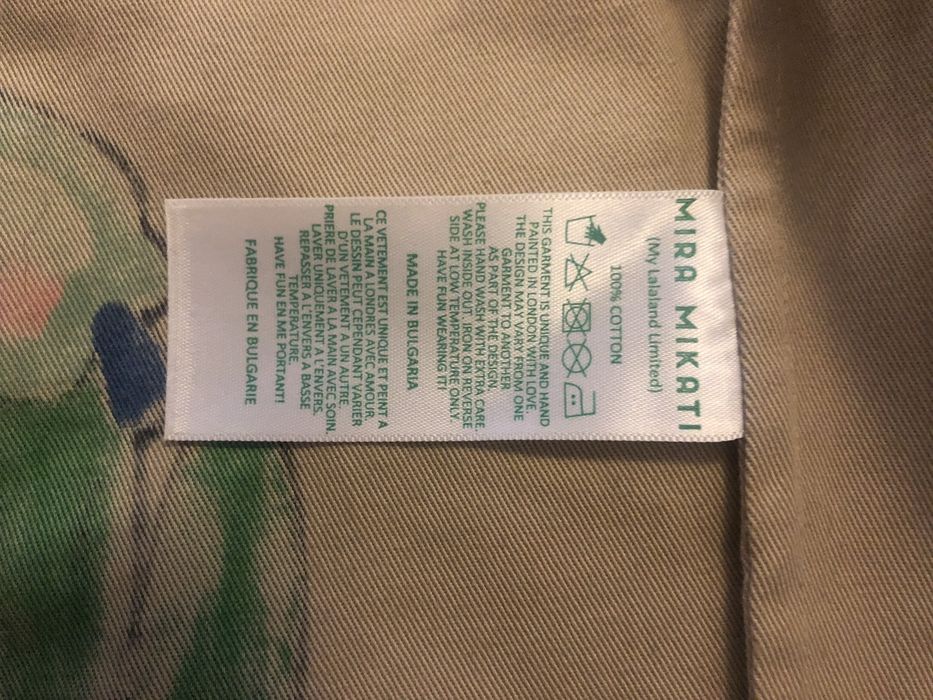 MIRA MIKATI
(My lalaland Limited)
100% COTTON
THIS GARMENT IS UNIQUE AND HAND
PAINTED IN LONDON WITH LOVE.
THE DESIGN MAY VARY FROM ONE
GARMENT TO ANOTHER
AS PART OF THE DESIGN.
PLEASE HAND WASH WITH EXTRA CARE.
WASH INSIDE OUT. IRON ON REVERSE
SIDE AT LOW TEMPERATURE ONLY.
HAVE FUN WEARING IT!
MADE IN BULGARIA
CE VETEMENT EST UNIQUE ET PEINT A
LA MAIN A LONDRES AVEC AMOUR.
LE DESSIN PEUT CEPENDANT VARIER
D'UN VETEMENT A UN AUTRE.
PRIERE DE LAVER A LA MAIN AVEC SOIN.
LAVER UNIQUEMENT A L'ENVERS.
REPASSER A L'ENVERS A BASSE
TEMPERATURE
HAVE FUN EN ME PORTANT!
FABRIQUE EN BULGARIE